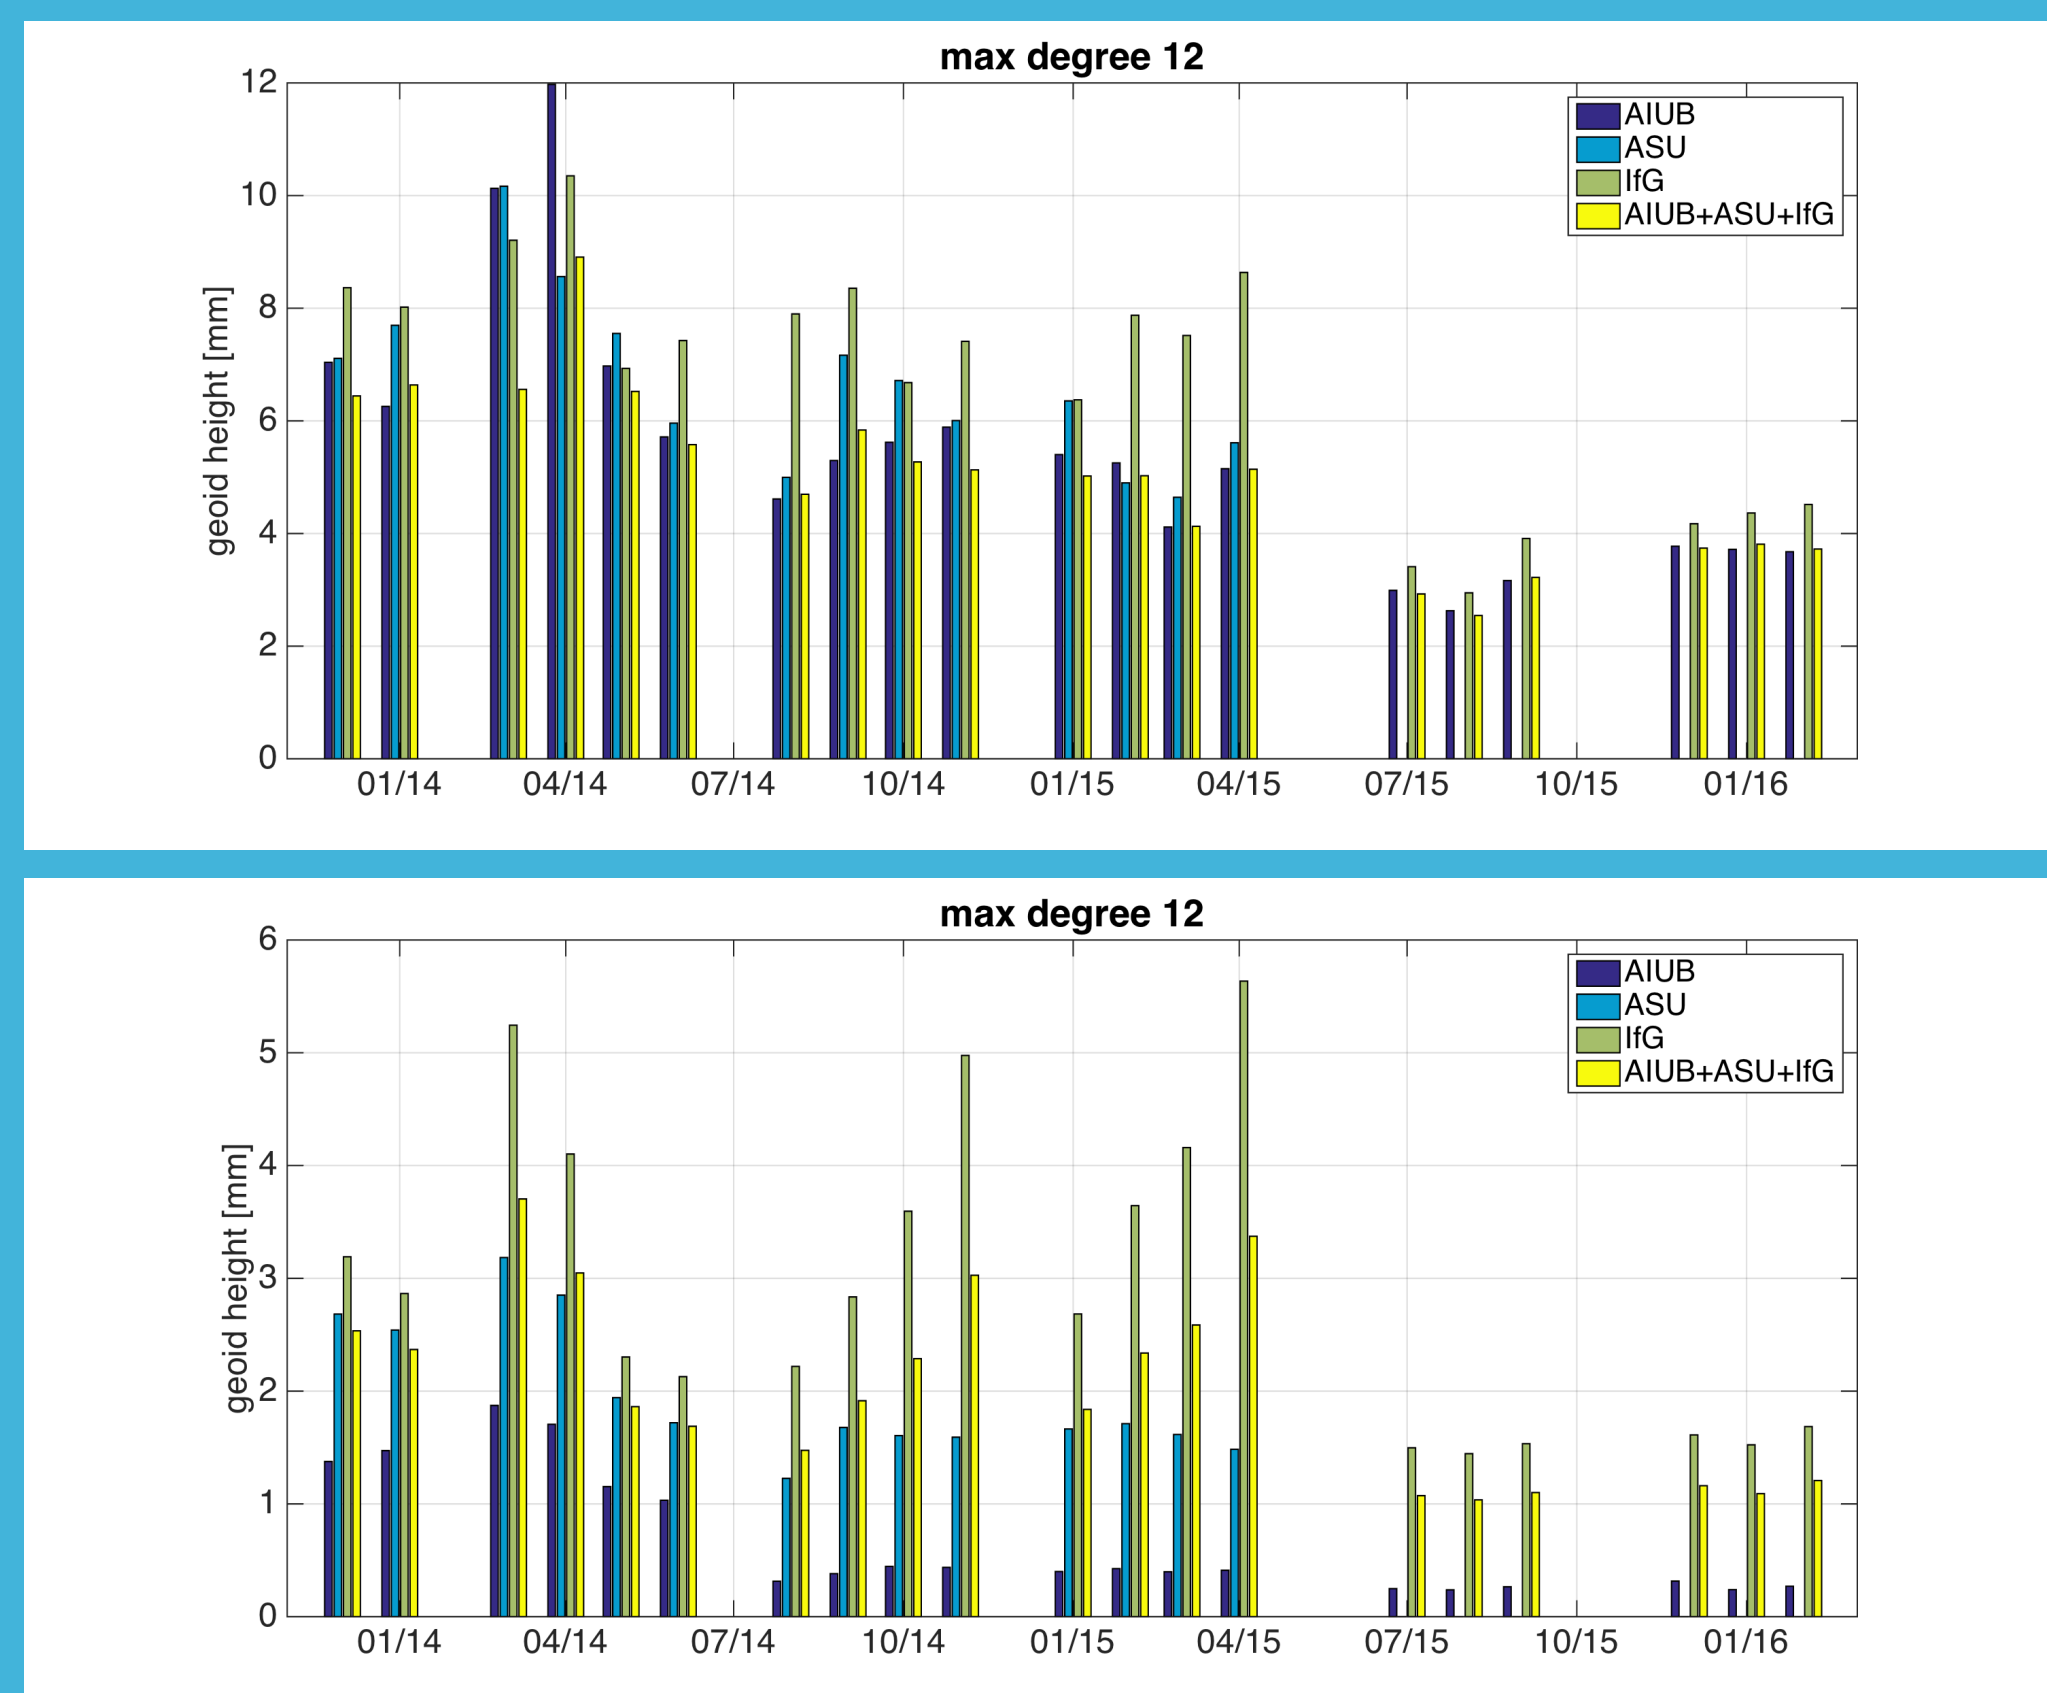 max degree 12
12
10
8
6
4
2
0
geoid height [mm]
AIUB
ASU
IfG
AIUB+ASU+IfG
01/14 04/14 07/14 10/14 01/15 04/15 07/15 10/15 01/16
max degree 12
6
5
4
3
2
1
0
geoid height [mm]
AIUB
ASU
IfG
AIUB+ASU+IfG
01/14 04/14 07/14 10/14 01/15 04/15 07/15 10/15 01/16